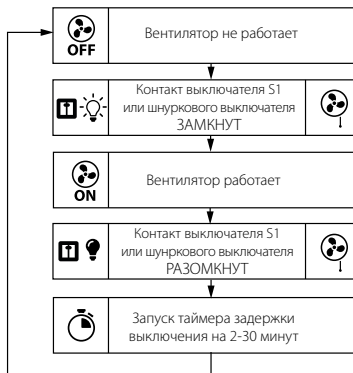 OFF
Вентилятор не работает
Контакт выключателя S1
или шнуркового выключателя
ЗАМКНУТ
ON
Вентилятор работает
Контакт выключателя S1
или шунркового выключателя
РАЗОМКНУТ
Запуск таймера задержки
выключения на 2-30 минут